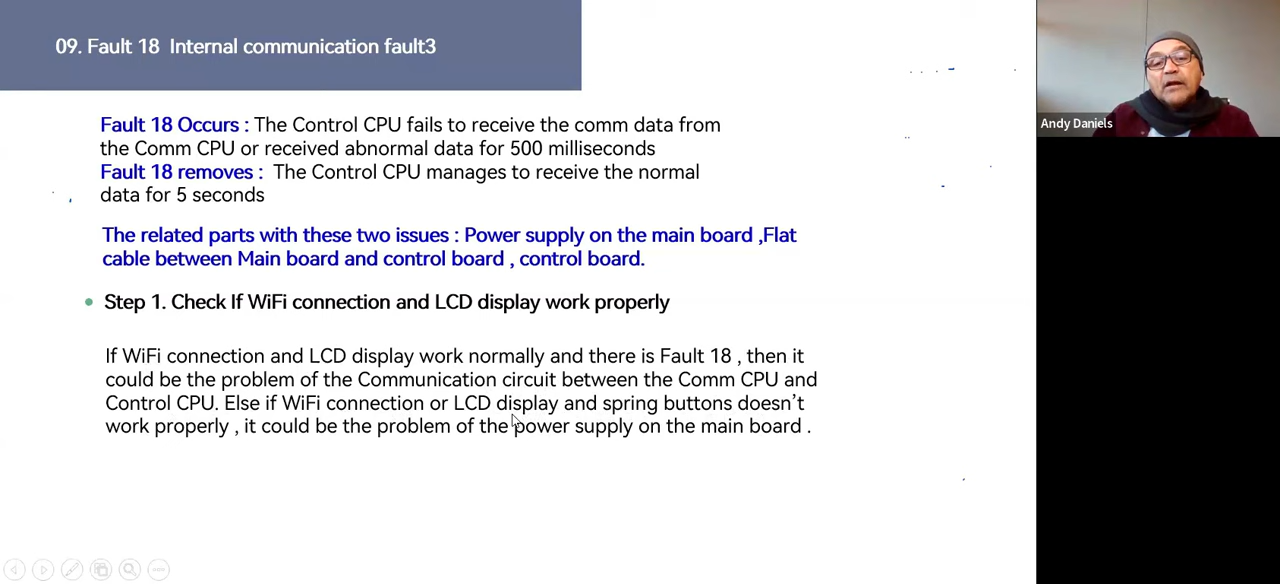 09. Fault 18 Internal communication fault3
Andy Daniels
Fault 18 Occurs : The Control CPU fails to receive the comm data from
the Comm CPU or received abnormal data for 500 milliseconds
Fault 18 removes : The Control CPU manages to receive the normal
data for 5 seconds
The related parts with these two issues : Power supply on the main board ,Flat
cable between Main board and control board , control board.
• Step 1. Check If WiFi connection and LCD display work properly
If WiFi connection and LCD display work normally and there is Fault 18 , then it
could be the problem of the Communication circuit between the Comm CPU and
Control CPU. Else if WiFi connection or LCD display and spring buttons doesn't
work properly , it could be the problem of the power supply on the main board .